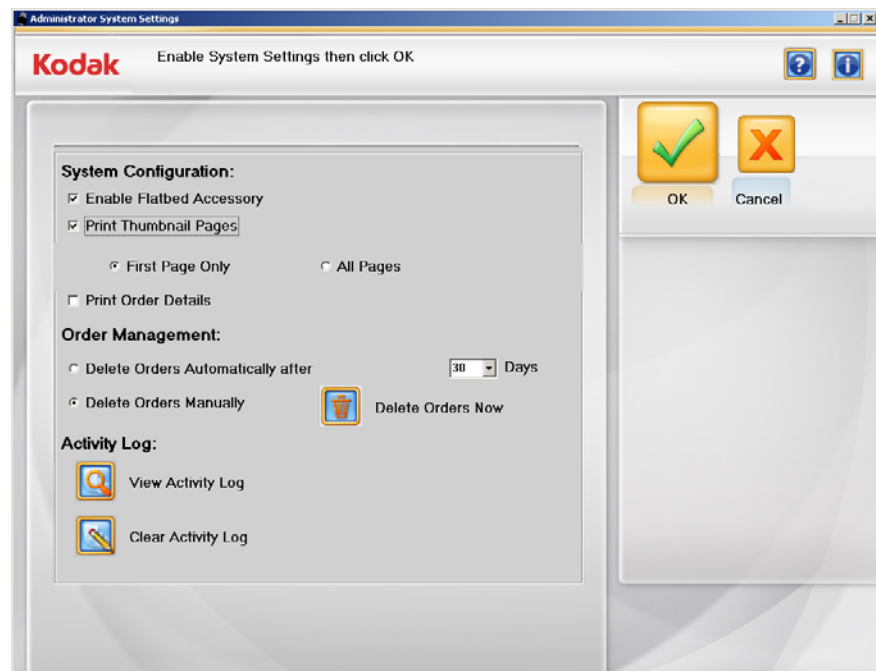 Administrator System Settings
Kodak
Enable System Settings then click OK
System Configuration:
Enable Flatbed Accessory
Print Thumbnail Pages
First Page Only
All Pages
Print Order Details
Order Management:
Delete Orders Automatically after
30
Days
Delete Orders Manually
Delete Orders Now
Activity Log:
View Activity Log
Clear Activity Log
OK
Cancel